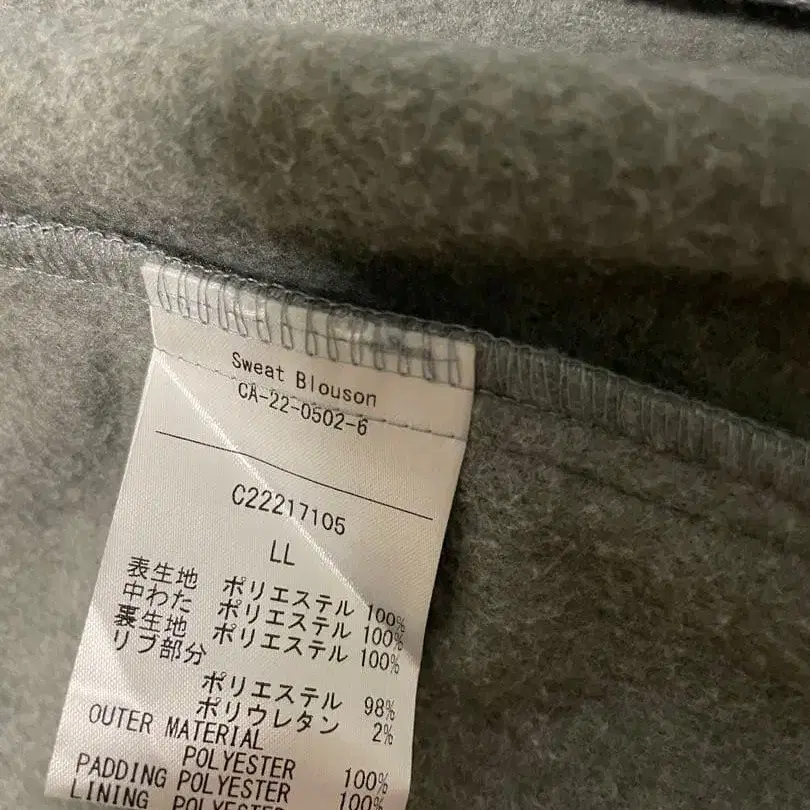 Sweat Blouson
CA-22-0502-6
C22217105
LL
表生地 ポリエステル 100%
中わた ポリエステル 100%
裏生地 ポリエステル 100%
リブ部分
ポリエステル 98%
ポリウレタン 2%
OUTER MATERIAL
POLYESTER 100%
PADDING POLYESTER 100%
LINING POLYESTER